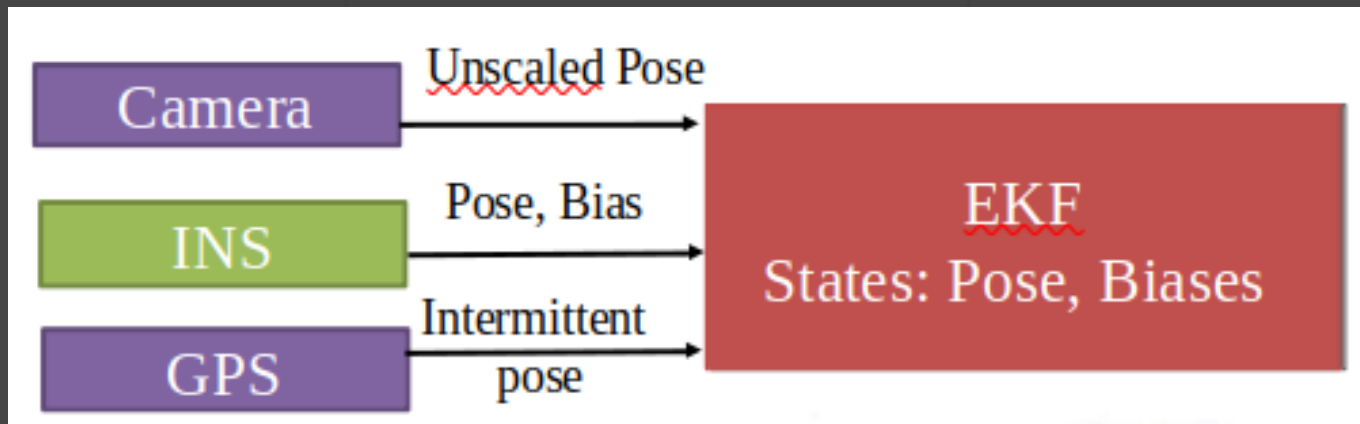 Camera
Unscaled Pose
INS
Pose, Bias
GPS
Intermittent
pose
EKF
States: Pose, Biases